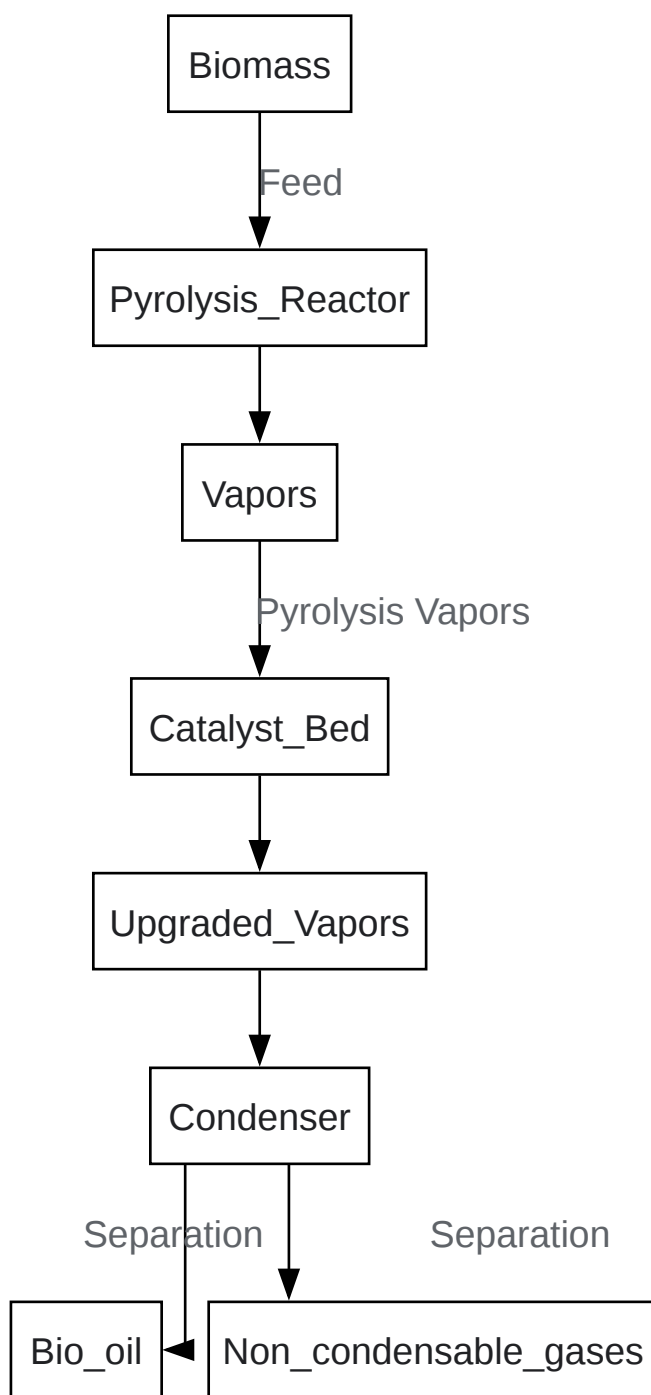 Biomass
Feed
Pyrolysis_Reactor
Vapors
Pyrolysis Vapors
Catalyst_Bed
Upgraded_Vapors
Condenser
Separation
Separation
Bio_oil
Non_condensable_gases